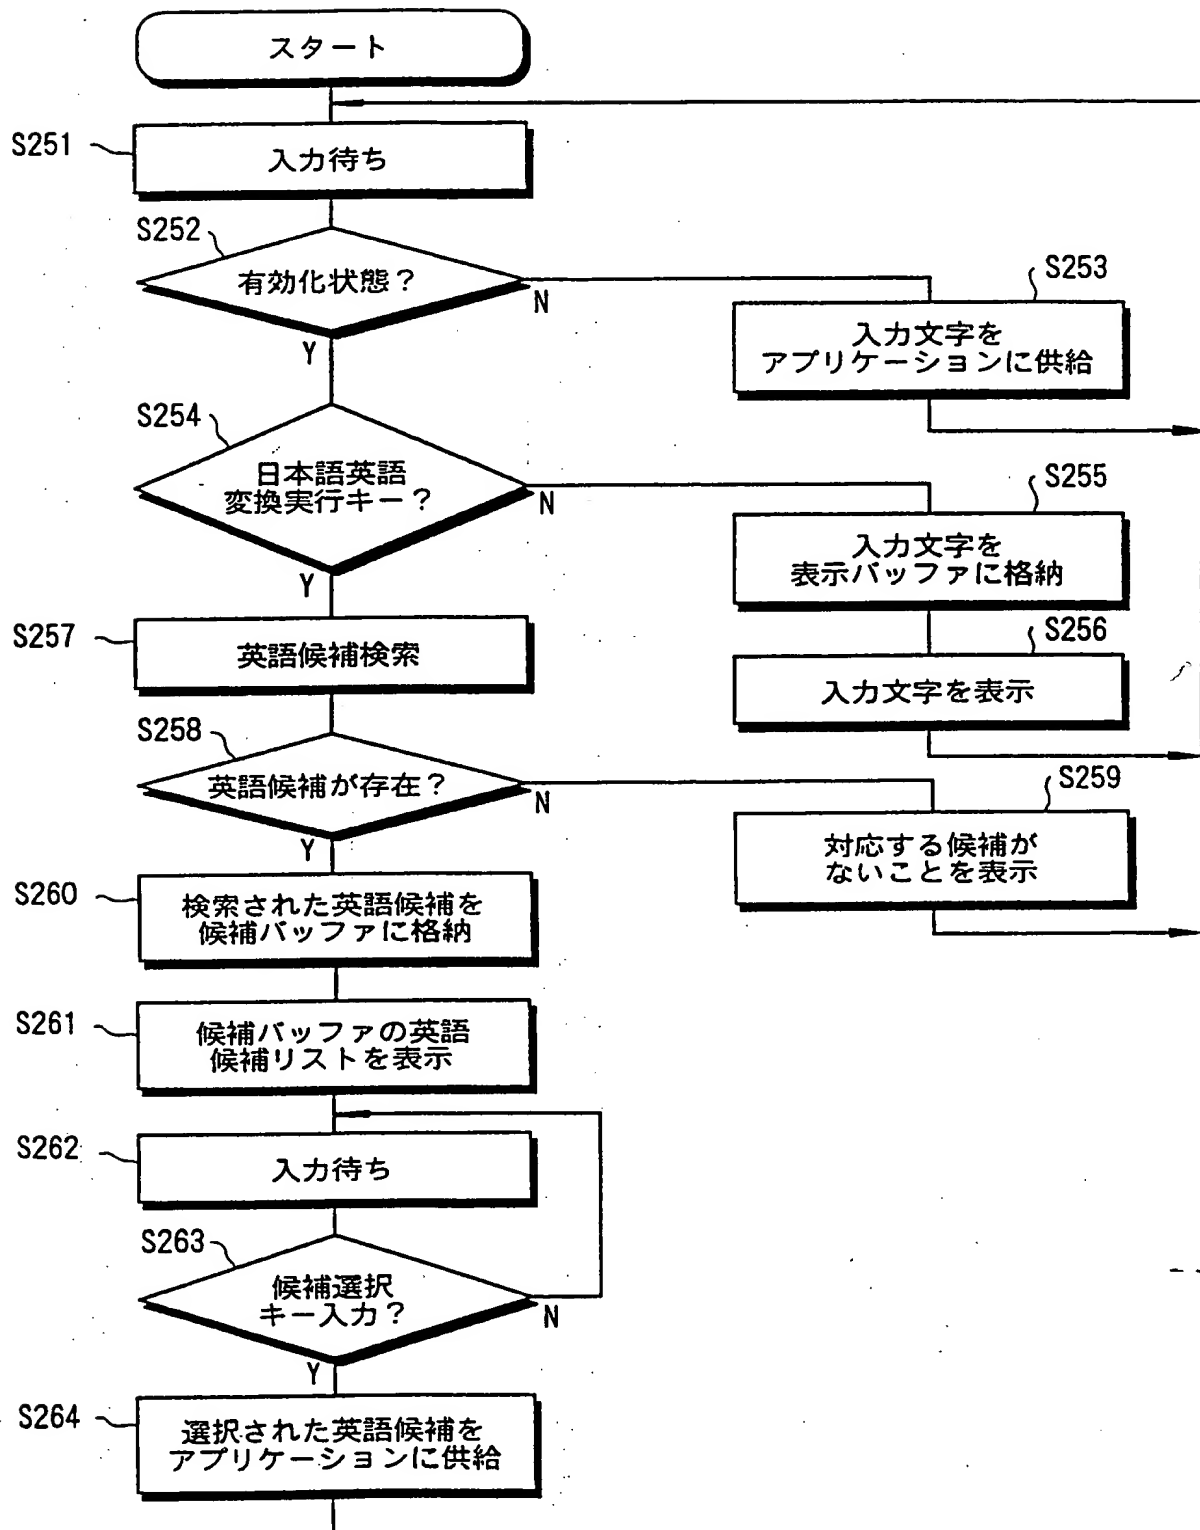 スタート
S251
入力待ち
S252
有効化状態？
N
Y
S253
入力文字を
アプリケーションに供給
S254
日本語英語
変換実行キー？
N
Y
S255
入力文字を
表示バッファに格納
S256
入力文字を表示
S257
英語候補検索
S258
英語候補が存在？
N
Y
S259
対応する候補が
ないことを表示
S260
検索された英語候補を
候補バッファに格納
S261
候補バッファの英語
候補リストを表示
S262
入力待ち
S263
候補選択
キー入力？
N
Y
S264
選択された英語候補を
アプリケーションに供給